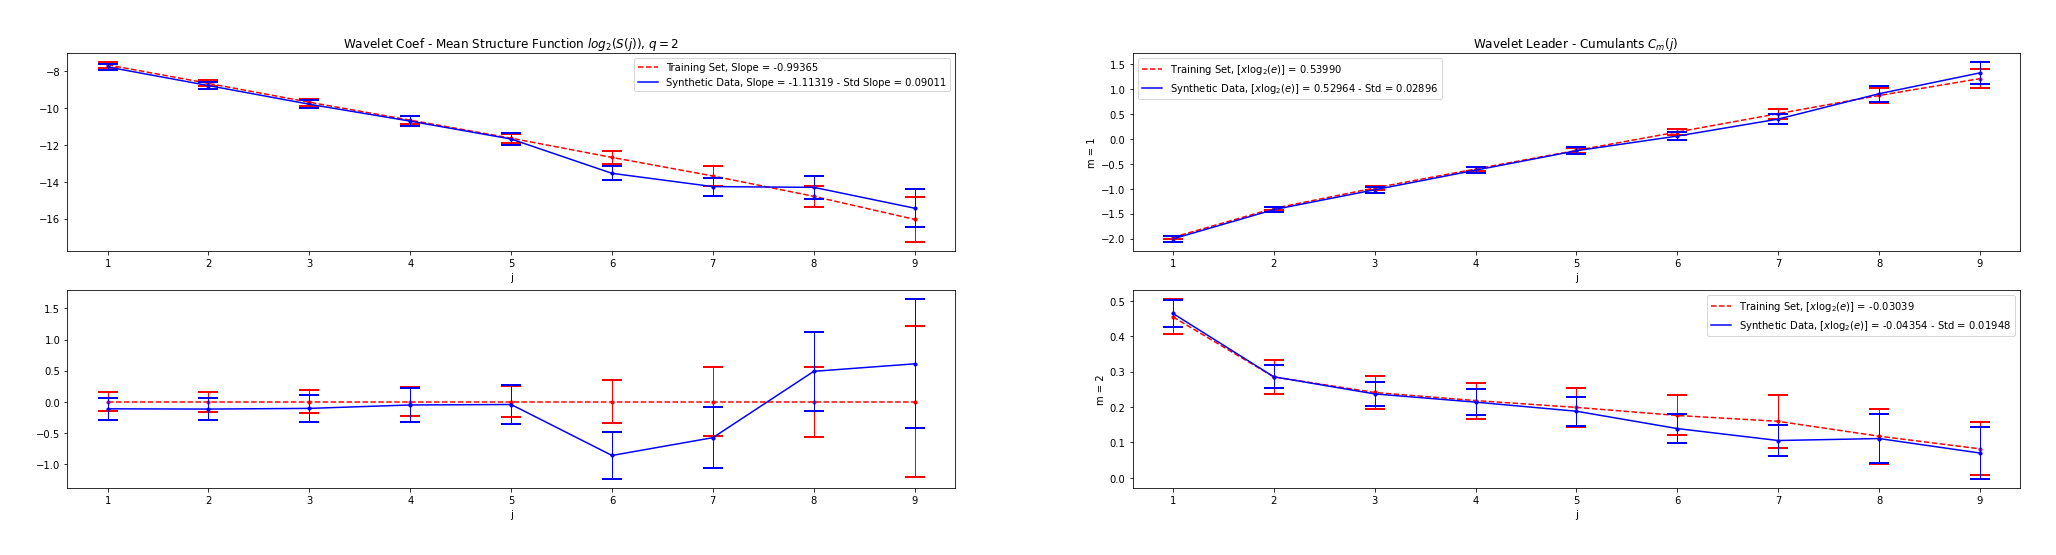 Wavelet Coef - Mean Structure Function log₂(S(j)), q = 2
Training Set, Slope = -0.99365
Synthetic Data, Slope = -1.11319 - Std Slope = 0.09011
−8
−10
−12
−14
−16
1 2 3 4 5 6 7 8 9
j
1.5
1.0
0.5
0.0
−0.5
−1.0
1 2 3 4 5 6 7 8 9
j
Wavelet Leader - Cumulants Cₘ(j)
Training Set, [xlog₂(e)] = 0.53990
Synthetic Data, [xlog₂(e)] = 0.52964 - Std = 0.02896
m = 1
1.5
1.0
0.5
0.0
−0.5
−1.0
−1.5
−2.0
1 2 3 4 5 6 7 8 9
j
Training Set, [xlog₂(e)] = -0.03039
Synthetic Data, [xlog₂(e)] = -0.04354 - Std = 0.01948
m = 2
0.5
0.4
0.3
0.2
0.1
0.0
1 2 3 4 5 6 7 8 9
j